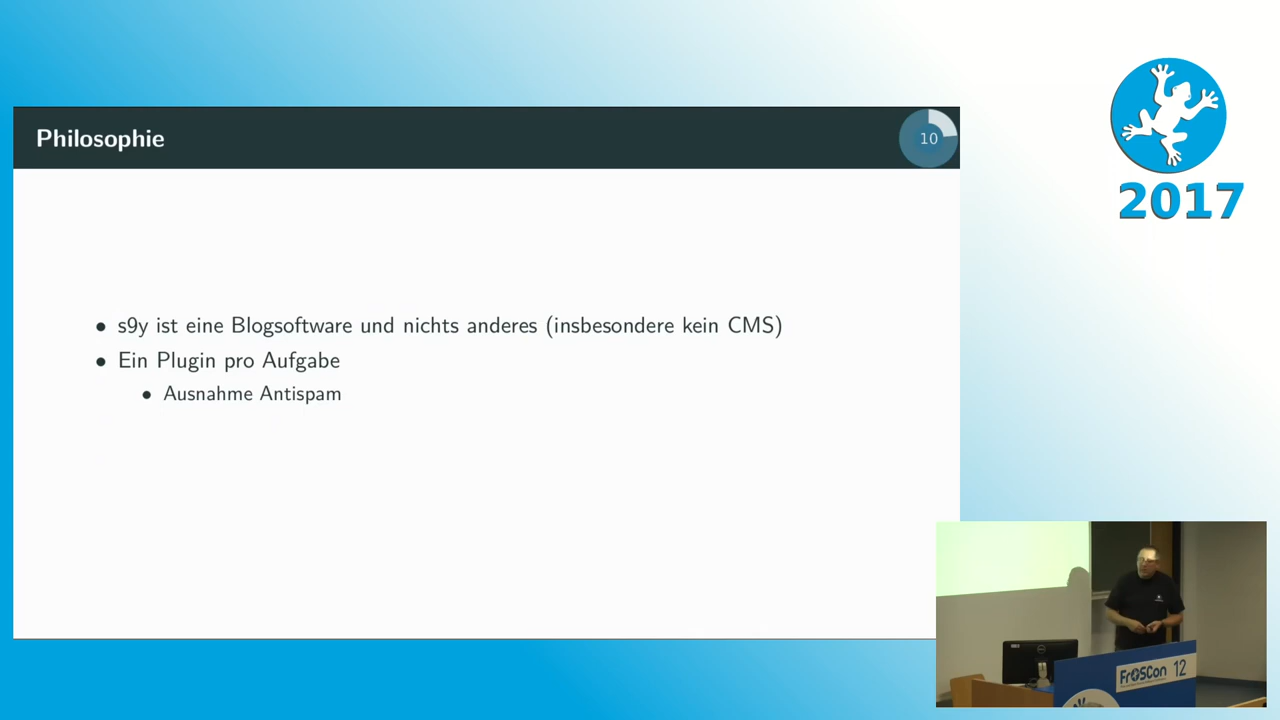 Philosophie
10
2017
• s9y ist eine Blogsoftware und nichts anderes (insbesondere kein CMS)
• Ein Plugin pro Aufgabe
• Ausnahme Antispam
FrOSCon 12